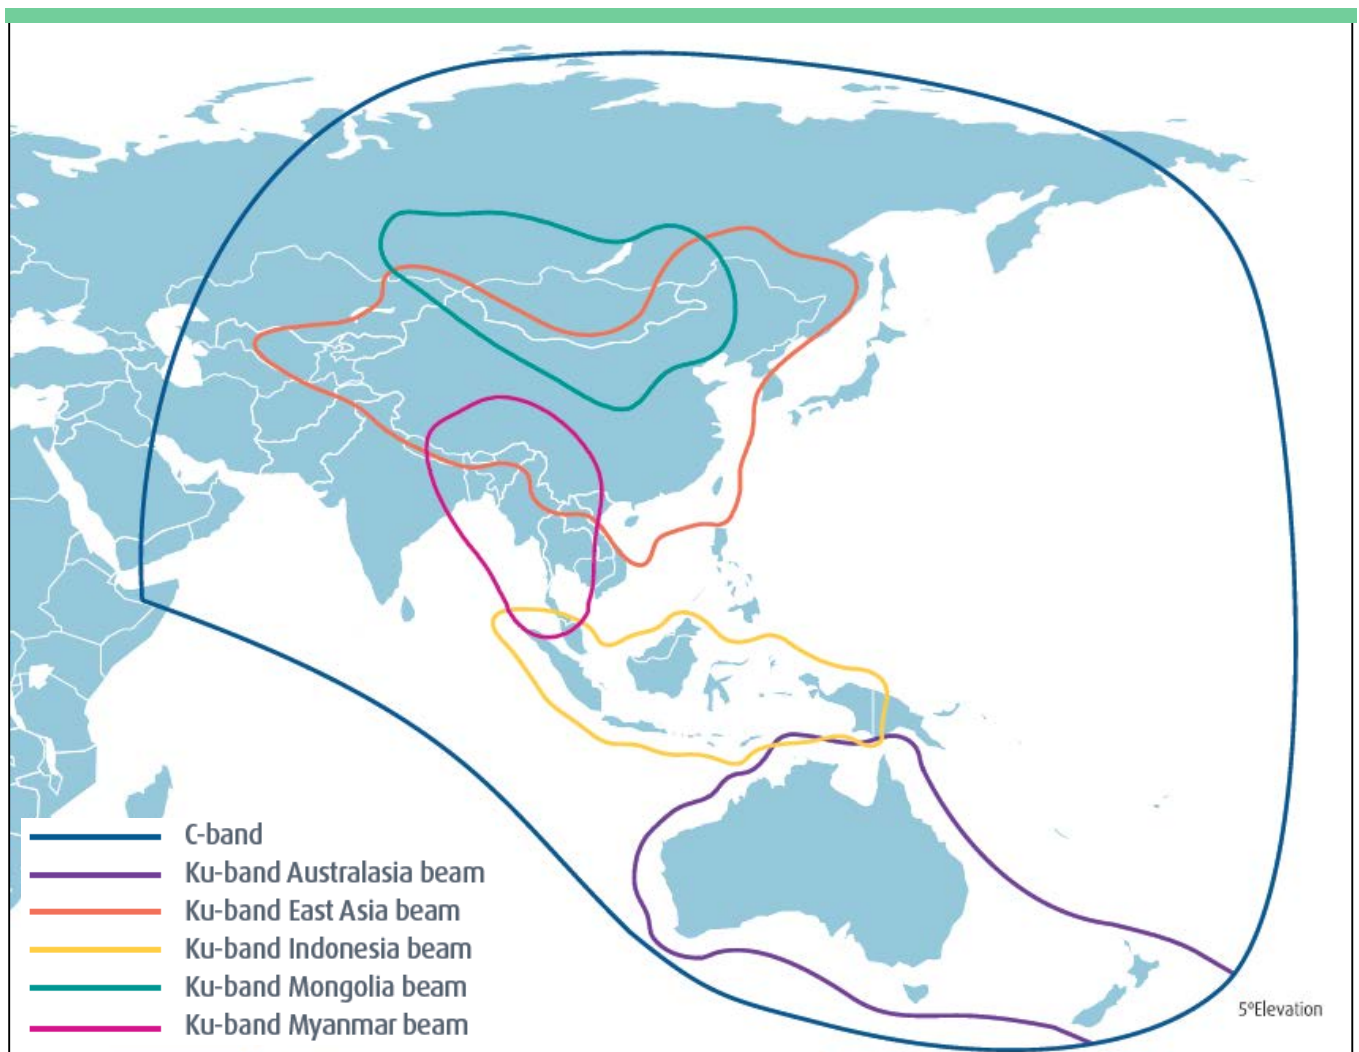 C-band
Ku-band Australasia beam
Ku-band East Asia beam
Ku-band Indonesia beam
Ku-band Mongolia beam
Ku-band Myanmar beam
5°Elevation